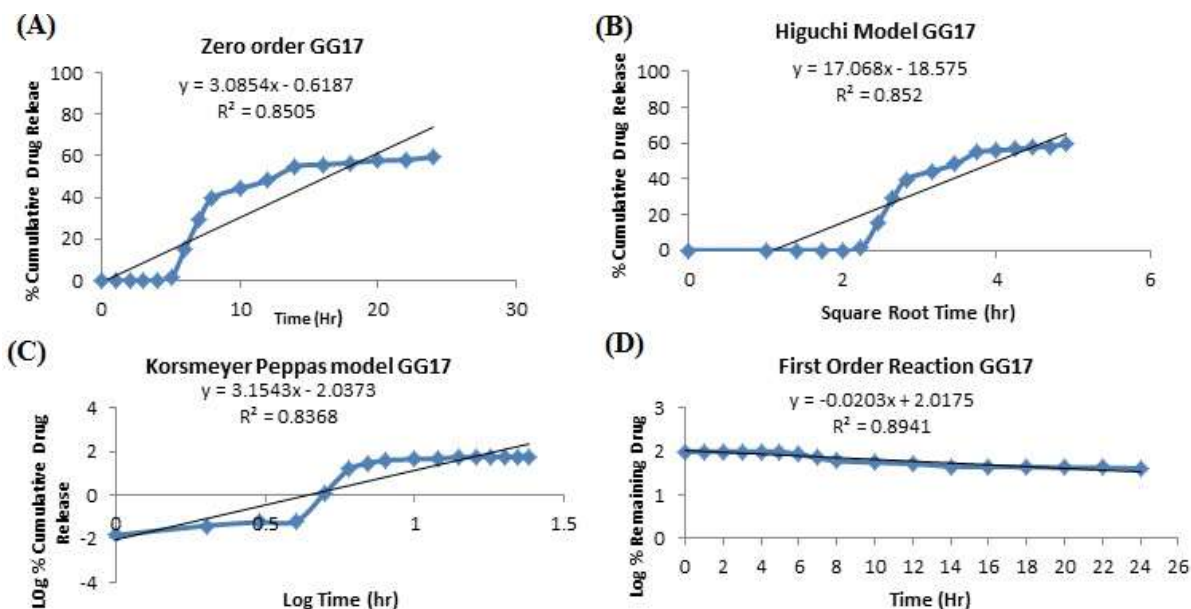 (A)
Zero order GG17
y = 3.0854x - 0.6187
R² = 0.8505
% Cumullative Drug Releae
100
80
60
40
20
0
0 10 20 30
Time (Hr)
(B)
Higuchi Model GG17
y = 17.068x - 18.575
R² = 0.852
% Cumulative Drug Release
100
80
60
40
20
0
0 2 4 6
Square Root Time (hr)
(C)
Korsmeyer Peppas model GG17
y = 3.1543x - 2.0373
R² = 0.8368
LOg % Cumulative Drug
Release
4
2
0
-2
-4
0 0.5 1 1.5
Log Time (hr)
(D)
First Order Reaction GG17
y = -0.0203x + 2.0175
R² = 0.8941
Log % Remaining Drug
3
2
1
0
0 2 4 6 8 10 12 14 16 18 20 22 24 26
Time (Hr)